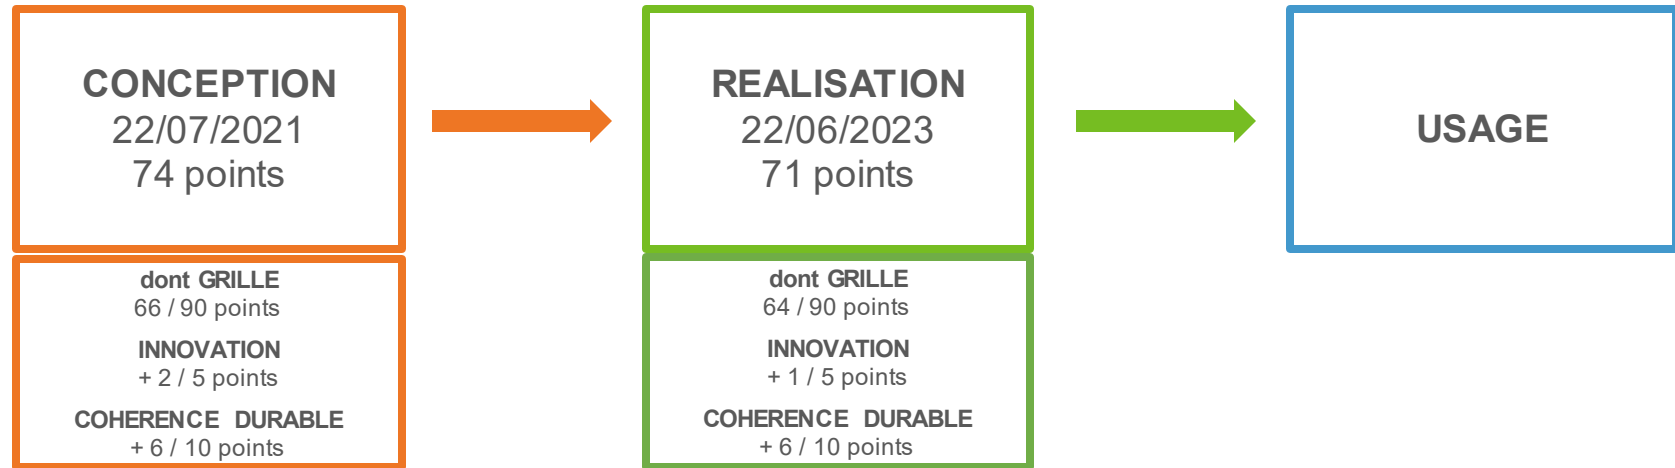 CONCEPTION
22/07/2021
74 points
dont GRILLE
66 / 90 points
INNOVATION
+ 2 / 5 points
COHERENCE DURABLE
+ 6 / 10 points
REALISATION
22/06/2023
71 points
dont GRILLE
64 / 90 points
INNOVATION
+ 1 / 5 points
COHERENCE DURABLE
+ 6 / 10 points
USAGE